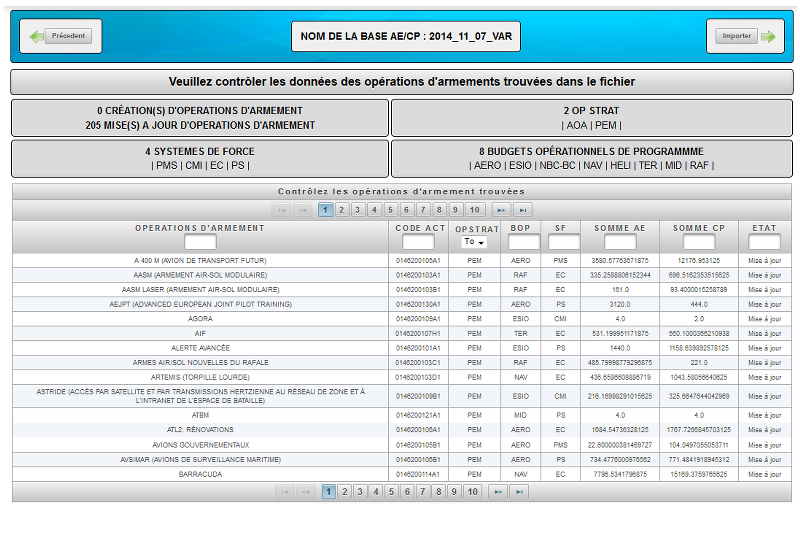 Précedent
NOM DE LA BASE AE/CP : 2014_11_07_VAR
Importer
Veuillez contrôler les données des opérations d'armements trouvées dans le fichier
0 CRÉATION(S) D'OPERATIONS D'ARMEMENT
205 MISE(S) A JOUR D'OPERATIONS D'ARMEMENT
2 OP STRAT
| AOA | PEM |
4 SYSTEMES DE FORCE
| PMS | CMI | EC | PS |
8 BUDGETS OPÉRATIONNELS DE PROGRAMMME
| AERO | ESIO | NBC-BC | NAV | HELI | TER | MID | RAF |
Contrôlez les opérations d'armement trouvées
1 2 3 4 5 6 7 8 9 10
OPERATIONS D'ARMEMENT CODE ACT OPSTRAT BOP SF SOMME AE SOMME CP ETAT
To
A 400 M (AVION DE TRANSPORT FUTUR) 0146200105A1 PEM AERO PMS 3580.57763671875 12176.953125 Mise à jour
AASM (ARMEMENT AIR-SOL MODULAIRE) 0146200103A1 PEM RAF EC 335.2588806152344 696.5162353515625 Mise à jour
AASM LASER (ARMEMENT AIR-SOL MODULAIRE) 0146200103B1 PEM RAF EC 161.0 93.4000015258789 Mise à jour
AEJPT (ADVANCED EUROPEAN JOINT PILOT TRAINING) 0146200130A1 PEM AERO PS 3120.0 444.0 Mise à jour
AGORA 0146200109A1 PEM ESIO CMI 4.0 2.0 Mise à jour
AIF 0146200107H1 PEM TER EC 531.199951171875 550.1000366210938 Mise à jour
ALERTE AVANCÉE 0146200101A1 PEM ESIO PS 1440.0 1158.639892578125 Mise à jour
ARMES AIR/SOL NOUVELLES DU RAFALE 0146200103C1 PEM RAF EC 485.79998779296875 221.0 Mise à jour
ARTEMIS (TORPILLE LOURDE) 0146200103D1 PEM NAV EC 436.6586608886719 1043.58056640625 Mise à jour
ASTRIDE (ACCÈS PAR SATELLITE ET PAR TRANSMISSIONS HERTZIENNE AU RÉSEAU DE ZONE ET À
L'INTRANET DE L'ESPACE DE BATAILLE) 0146200109B1 PEM ESIO CMI 216.16998291015625 325.6647644042969 Mise à jour
ATBM 0146200121A1 PEM MID PS 4.0 4.0 Mise à jour
ATL2: RÉNOVATIONS 0146200106A1 PEM AERO EC 1684.54736328125 1767.7266845703125 Mise à jour
AVIONS GOUVERNEMENTAUX 0146200105B1 PEM AERO PMS 22.600000381469727 104.0497055053711 Mise à jour
AVSIMAR (AVIONS DE SURVEILLANCE MARITIME) 0146200106B1 PEM AERO PS 734.4776000976562 771.4841918945312 Mise à jour
BARRACUDA 0146200114A1 PEM NAV EC 7796.5341796875 15169.3759765625 Mise à jour
1 2 3 4 5 6 7 8 9 10